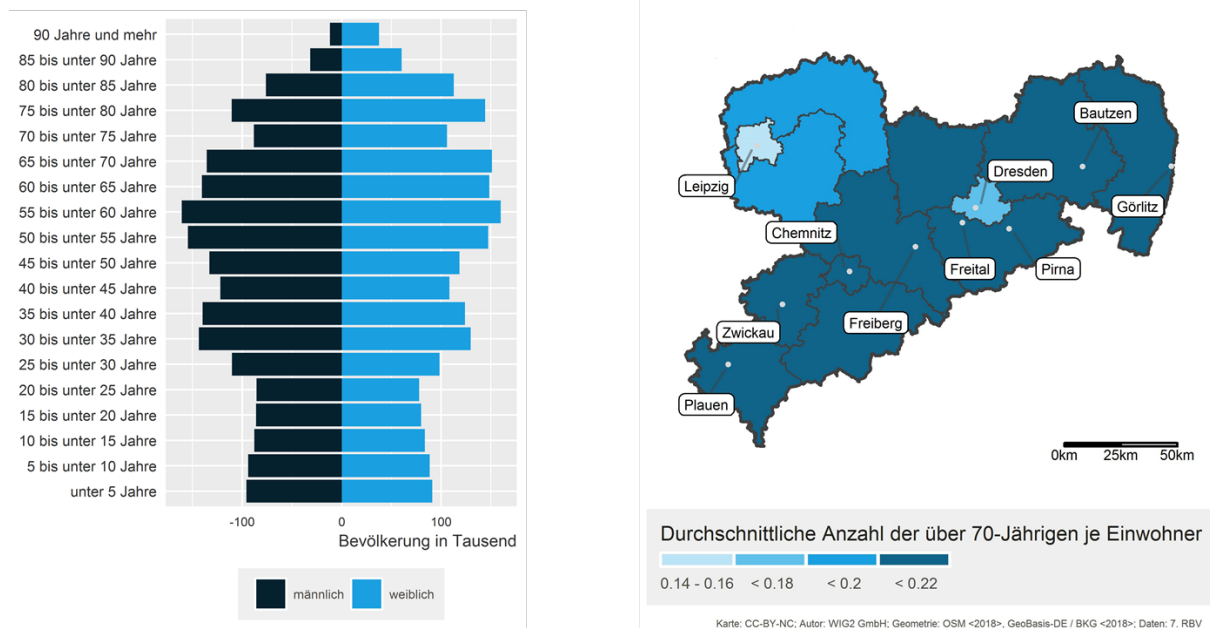 90 Jahre und mehr
85 bis unter 90 Jahre
80 bis unter 85 Jahre
75 bis unter 80 Jahre
70 bis unter 75 Jahre
65 bis unter 70 Jahre
60 bis unter 65 Jahre
55 bis unter 60 Jahre
50 bis unter 55 Jahre
45 bis unter 50 Jahre
40 bis unter 45 Jahre
35 bis unter 40 Jahre
30 bis unter 35 Jahre
25 bis unter 30 Jahre
20 bis unter 25 Jahre
15 bis unter 20 Jahre
10 bis unter 15 Jahre
5 bis unter 10 Jahre
unter 5 Jahre
-100 0 100
Bevölkerung in Tausend
männlich weiblich
Bautzen
Dresden
Leipzig
Görlitz
Chemnitz
Freital Pirna
Zwickau Freiberg
Plauen
0km 25km 50km
Durchschnittliche Anzahl der über 70-Jährigen je Einwohner
0.14 - 0.16 < 0.18 < 0.2 < 0.22
Karte: CC-BY-NC; Autor: WIG2 GmbH; Geometrie: OSM <2018>, GeoBasis-DE / BKG <2018>; Daten: 7. RBV